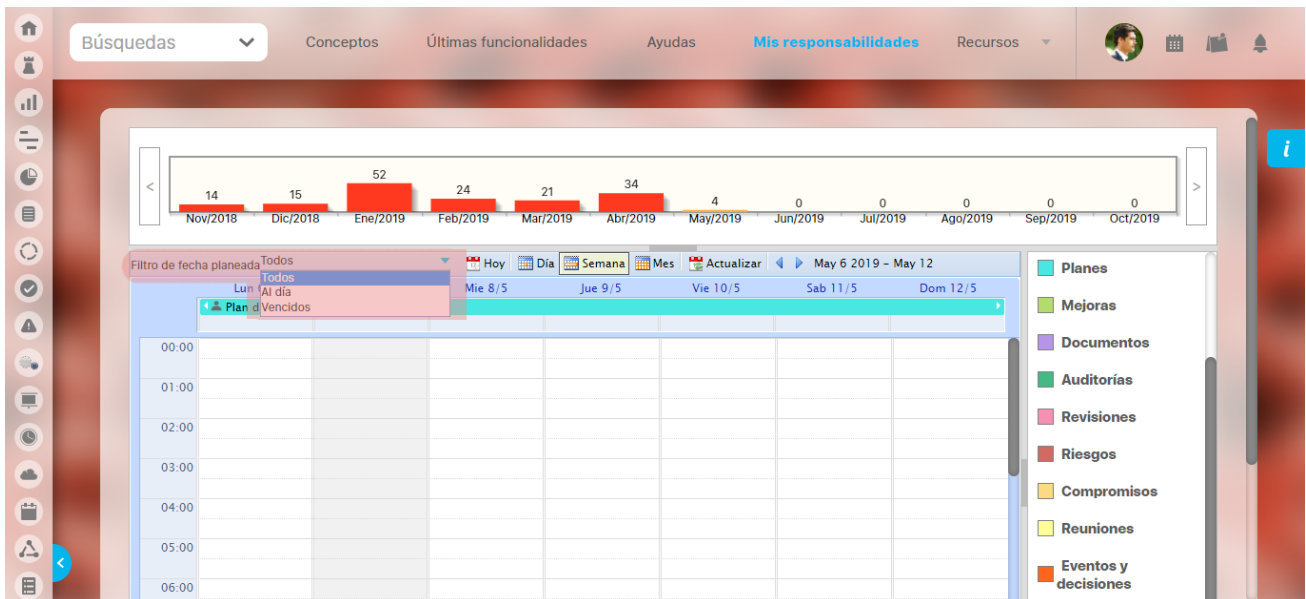 Búsquedas
Conceptos
Últimas funcionalidades
Ayudas
Mis responsabilidades
Recursos
i
<
14
15
52
24
21
34
4
0
0
0
0
0
>
Nov/2018
Dic/2018
Ene/2019
Feb/2019
Mar/2019
Abr/2019
May/2019
Jun/2019
Jul/2019
Ago/2019
Sep/2019
Oct/2019
Filtro de fecha planeada
Todos
Todos
Al día
Vencidos
Hoy
Día
Semana
Mes
Actualizar
May 6 2019 - May 12
Lun
Mie 8/5
Jue 9/5
Vie 10/5
Sab 11/5
Dom 12/5
Plan d
00:00
01:00
02:00
03:00
04:00
05:00
06:00
Planes
Mejoras
Documentos
Auditorías
Revisiones
Riesgos
Compromisos
Reuniones
Eventos y
decisiones
<